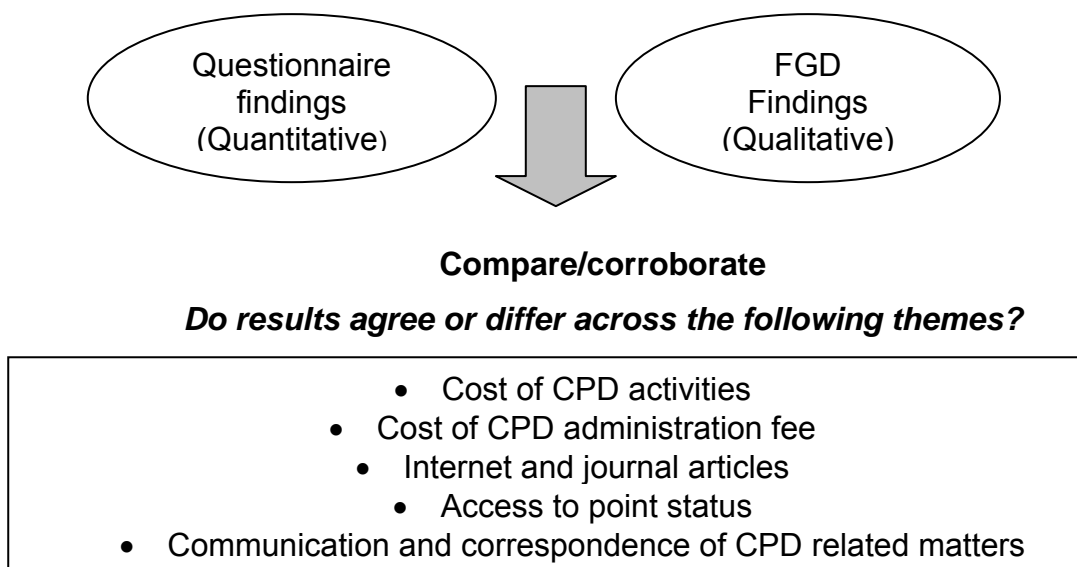 Questionnaire
findings
(Quantitative)
FGD
Findings
(Qualitative)
Compare/corroborate
Do results agree or differ across the following themes?
• Cost of CPD activities
• Cost of CPD administration fee
• Internet and journal articles
• Access to point status
• Communication and correspondence of CPD related matters